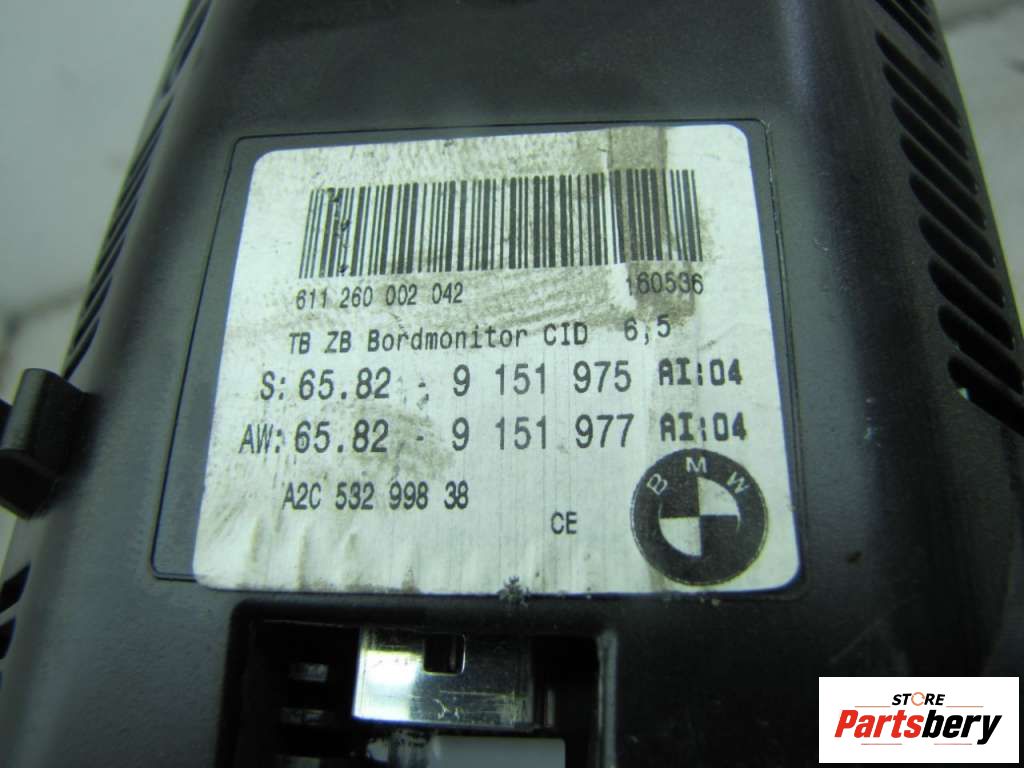 611 260 002 042 160536
TB ZB Bordmonitor CID 6,5
S: 65.82 - 9 151 975 AI:04
AW: 65.82 - 9 151 977 AI:04
A2C 532 998 38
CE
BMW
STORE
Partsbery